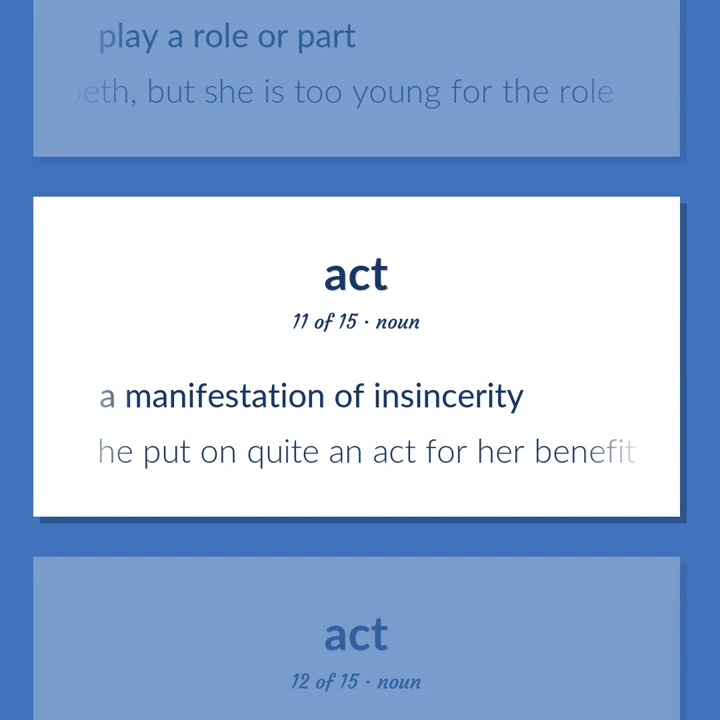 play a role or part
beth, but she is too young for the role
act
11 of 15 · noun
a manifestation of insincerity
he put on quite an act for her benefit
act
12 of 15 · noun